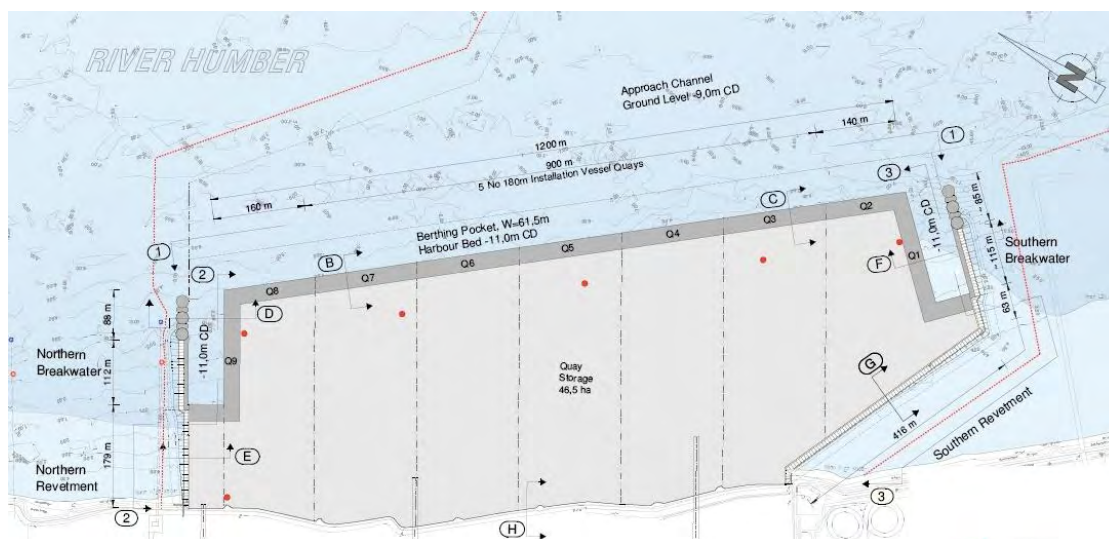 RIVER HUMBER
N
Approach Channel
Ground Level -9,0m CD
1200 m
140 m
900 m
5 No 180m Installation Vessel Quays
160 m
Berthing Pocket, W=61,5m
Harbour Bed -11,0m CD
1
3
C
B
1
2
Q2
Q3
Q4
Q5
Q6
Q7
Q8
Q9
Q1
F
-11,0m CD
~ 85 m
~ 115 m
63 m
Southern
Breakwater
88 m
112 m
179 m
-11,0m CD
D
Northern
Breakwater
Northern
Revetment
E
2
Quay
Storage
46,5 ha
G
416 m
Southern Revetment
3
H